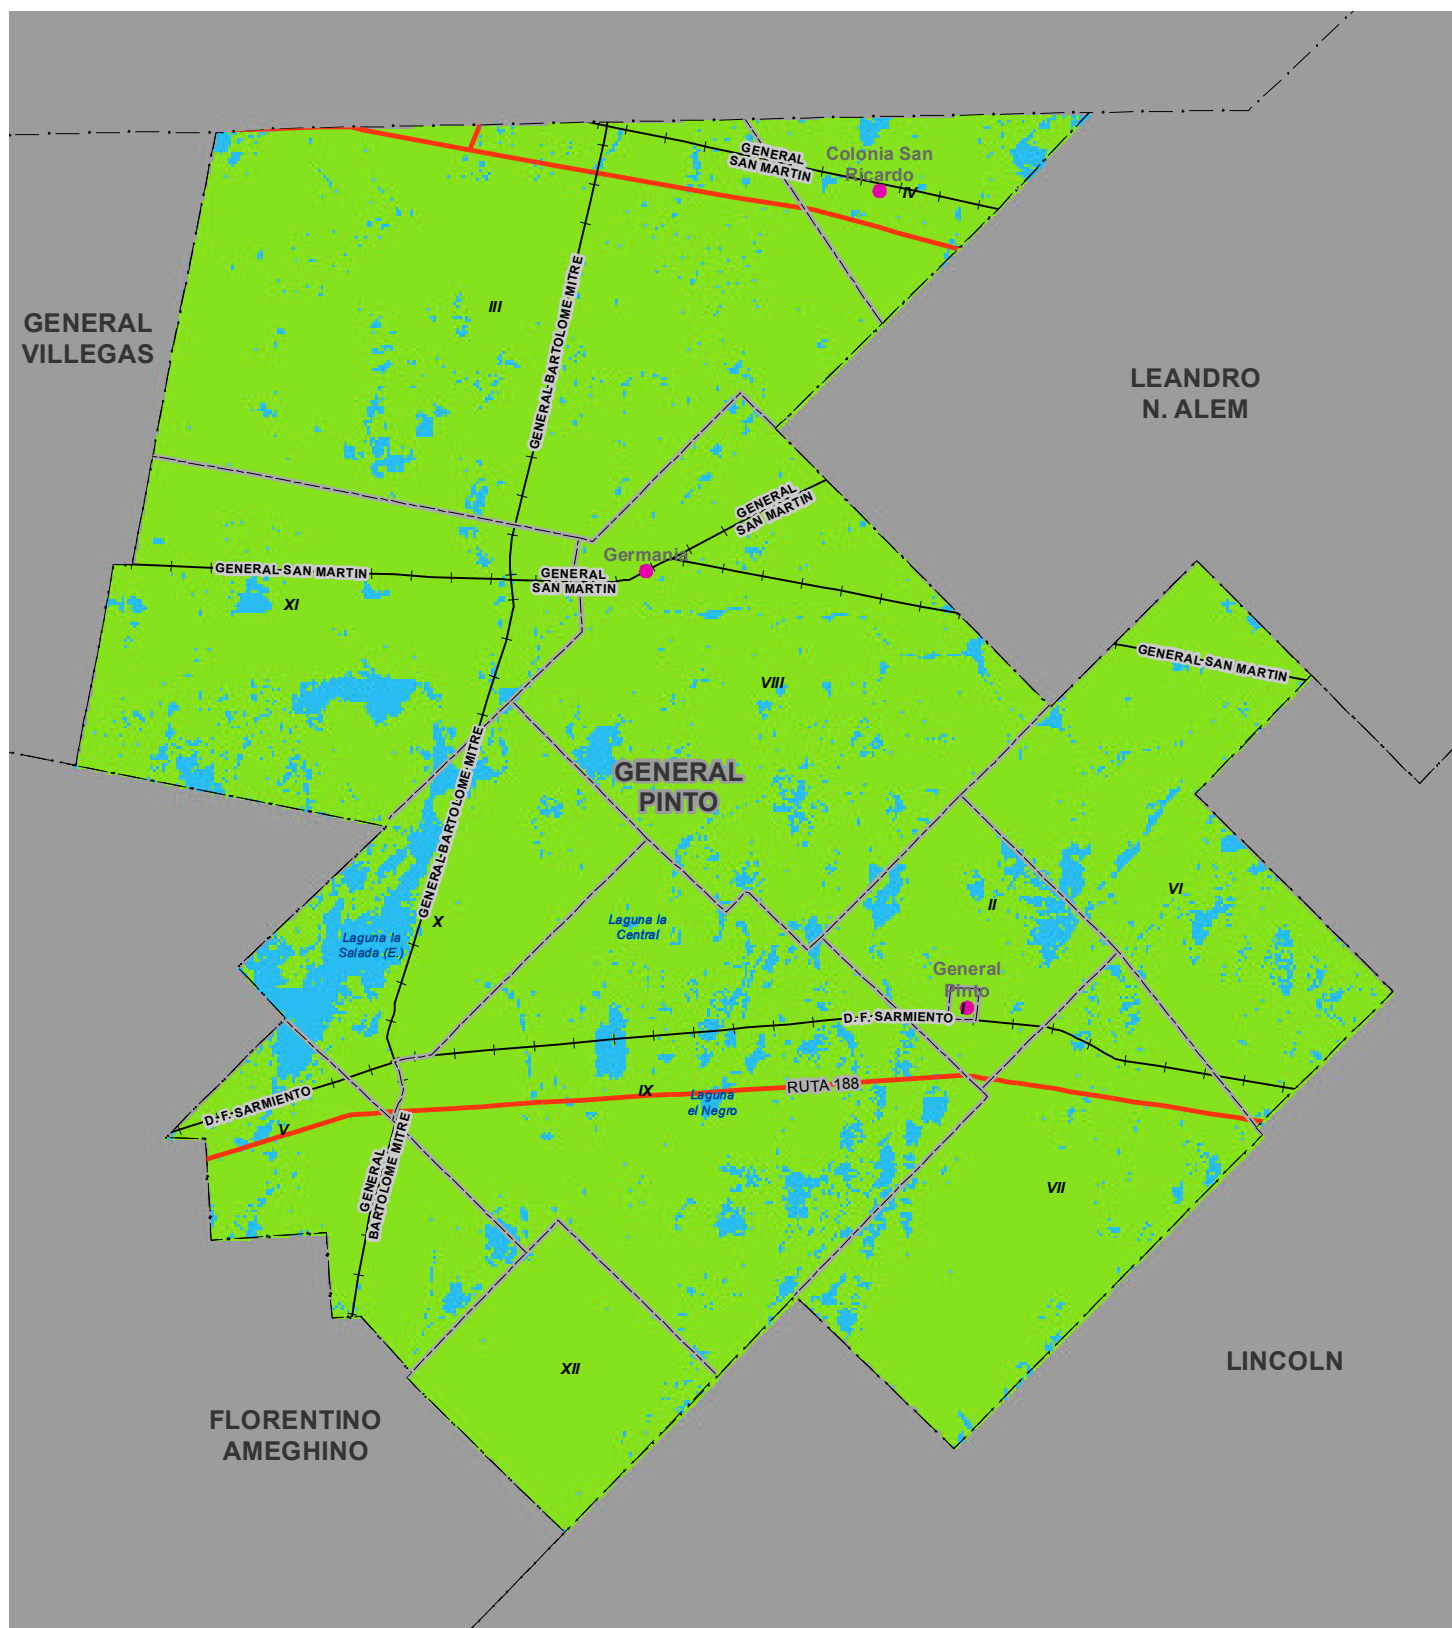 GENERAL
SAN MARTIN
Colonia San
Ricardo
IV
GENERAL BARTOLOME MITRE
III
GENERAL
VILLEGAS
LEANDRO
N. ALEM
GENERAL
SAN MARTIN
Germania
GENERAL SAN MARTIN
GENERAL
SAN MARTIN
XI
GENERAL SAN MARTIN
VIII
GENERAL
PINTO
GENERAL BARTOLOME MITRE
X
VI
II
Laguna la
Central
Laguna la
Salada (E.)
General
Pinto
I
D. F. SARMIENTO
RUTA 188
IX
Laguna
el Negro
D. F. SARMIENTO
V
GENERAL
BARTOLOME MITRE
VII
XII
LINCOLN
FLORENTINO
AMEGHINO